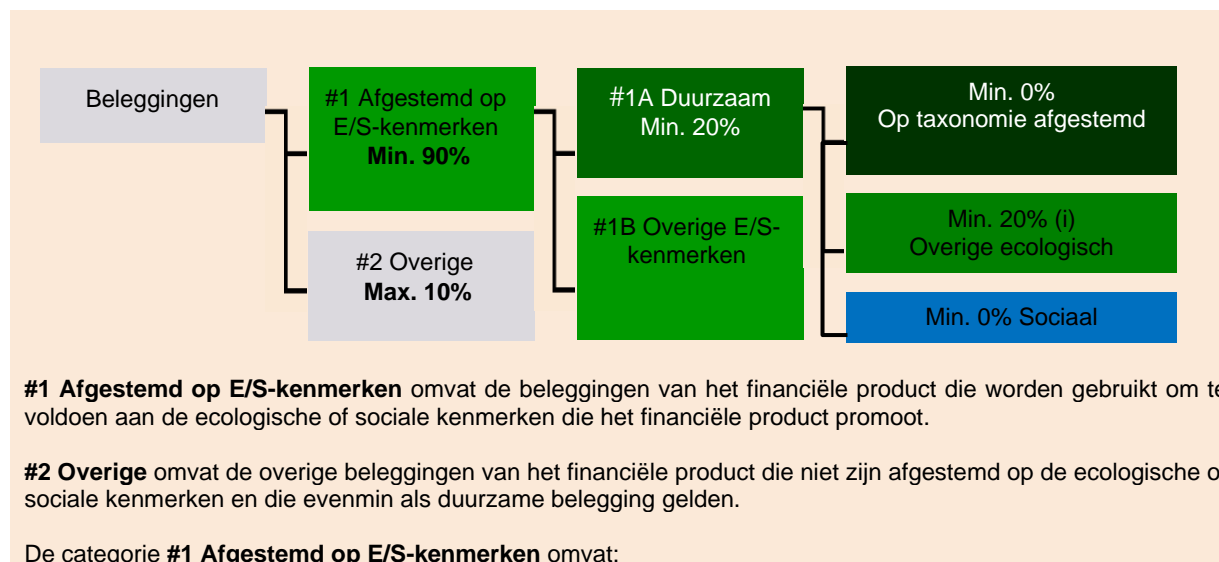 Beleggingen
#1 Afgestemd op
E/S-kenmerken
Min. 90%
#2 Overige
Max. 10%
#1A Duurzaam
Min. 20%
#1B Overige E/S-
kenmerken
Min. 0%
Op taxonomie afgestemd
Min. 20% (i)
Overige ecologisch
Min. 0% Sociaal
#1 Afgestemd op E/S-kenmerken omvat de beleggingen van het financiële product die worden gebruikt om te
voldoen aan de ecologische of sociale kenmerken die het financiële product promoot.
#2 Overige omvat de overige beleggingen van het financiële product die niet zijn afgestemd op de ecologische o
sociale kenmerken en die evenmin als duurzame belegging gelden.
De categorie #1 Afgestemd op E/S-kenmerken omvat: